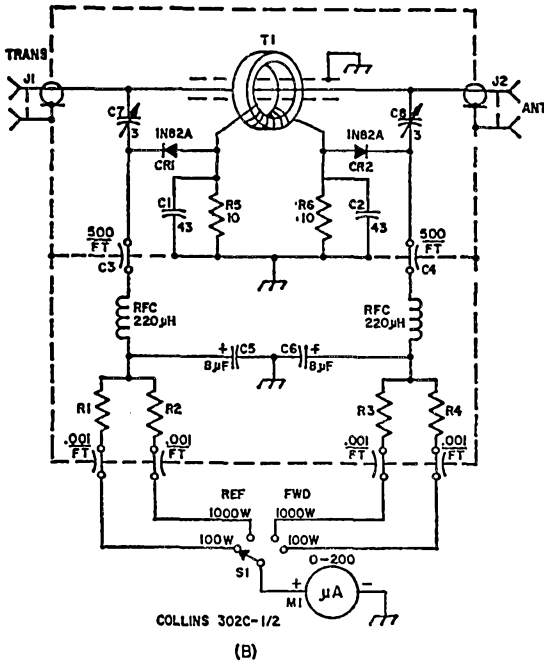 T1
TRANS
J1
J2
ANT
C7
3
C8
3
1N82A
CR1
1N82A
CR2
C1
43
R5
10
R6
10
C2
43
500
FT
C3
500
FT
C4
RFC
220µH
RFC
220µH
+
C5
8µF
C6
+
8µF
R1
R2
R3
R4
.001
FT
.001
FT
.001
FT
.001
FT
REF
FWD
1000W
1000W
100W
100W
S1
0-200
+
µA
-
M1
COLLINS 302C-1/2
(B)